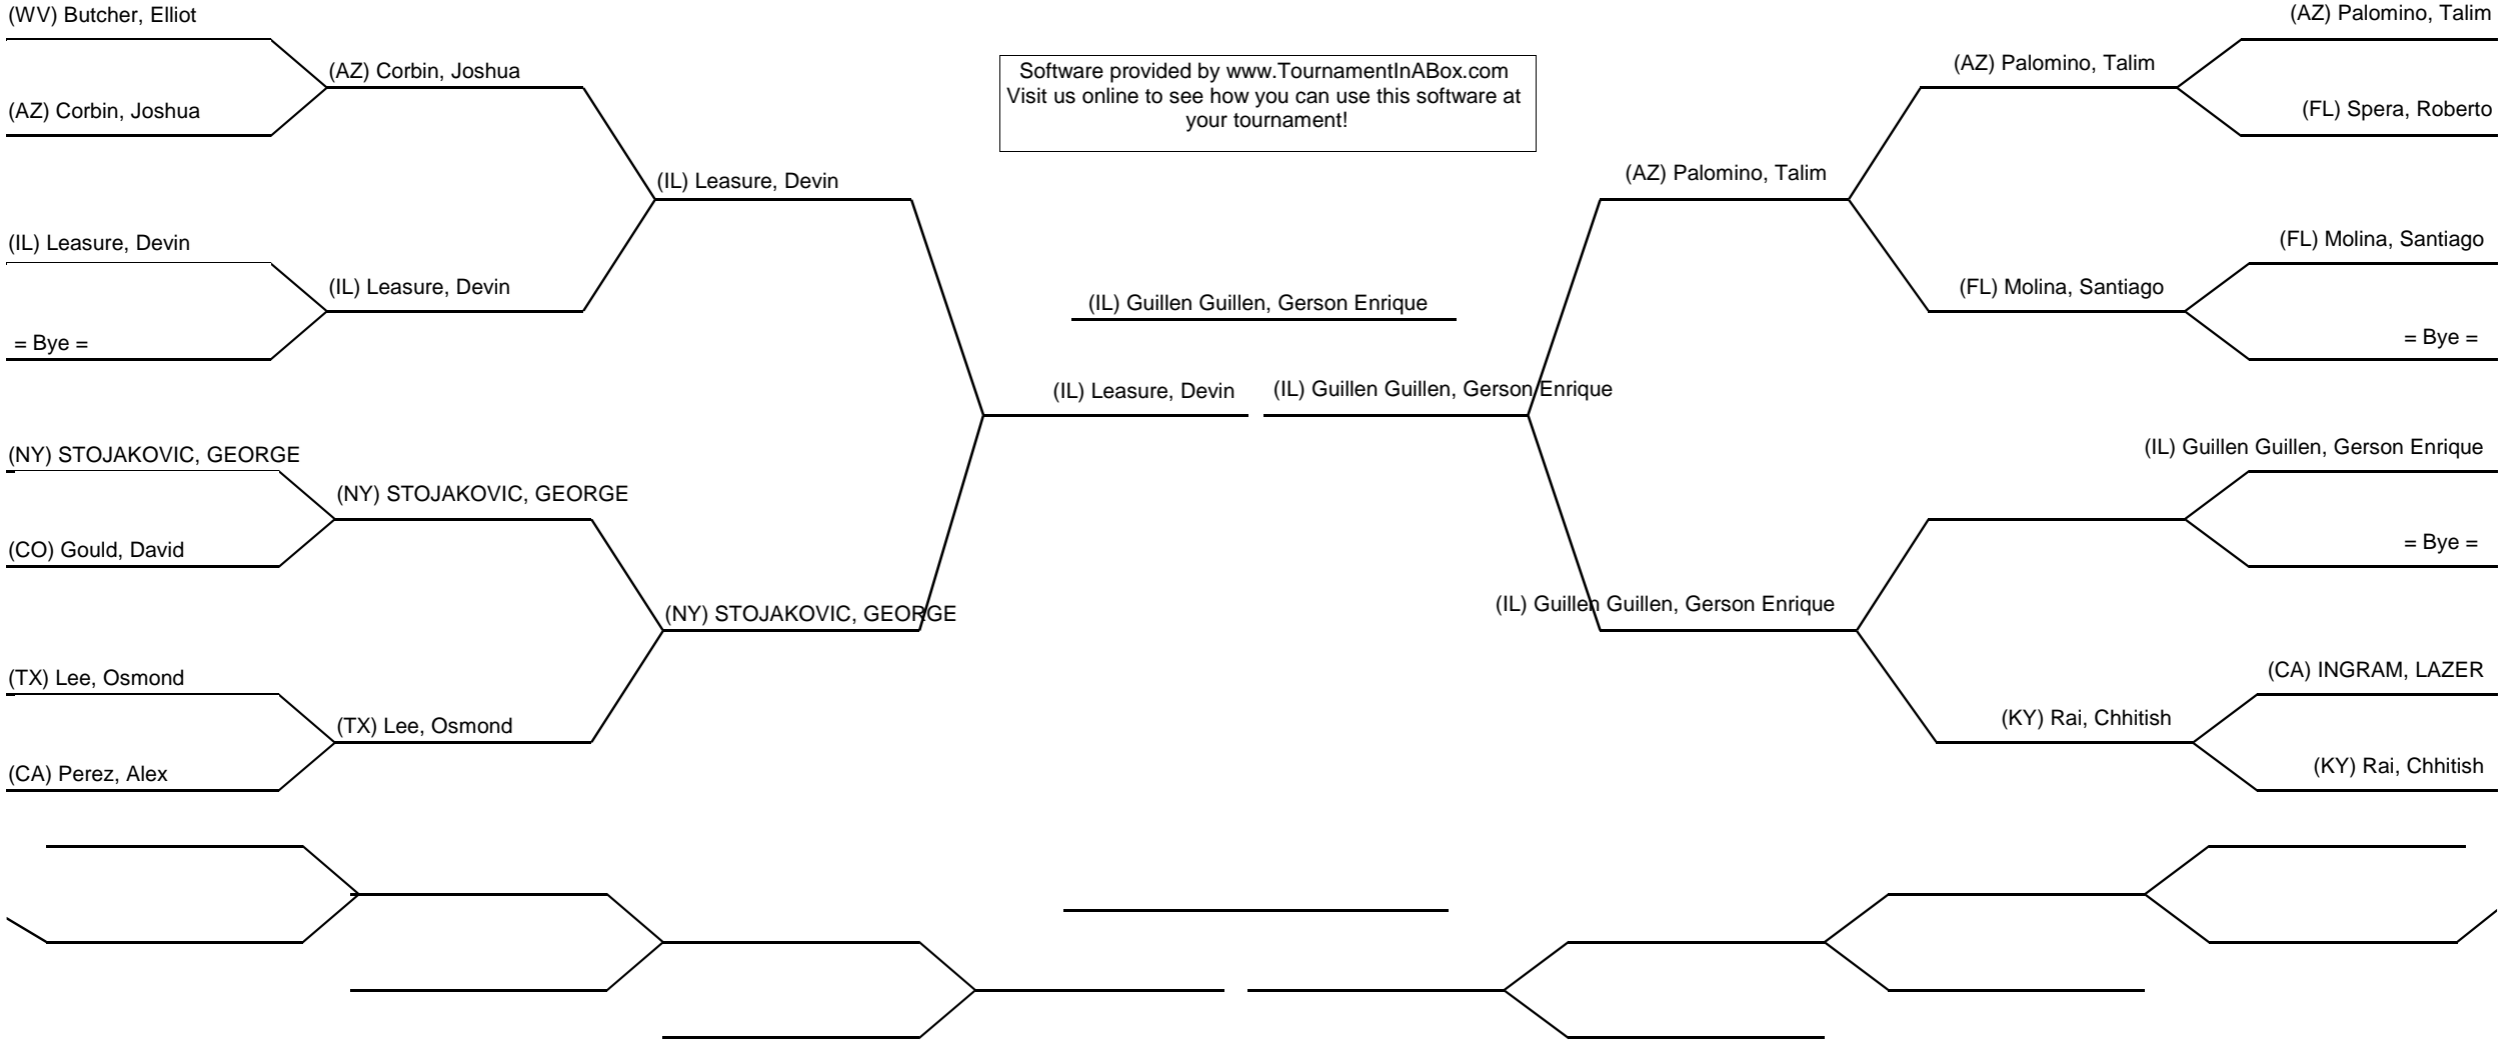 (WV) Butcher, Elliot
(AZ) Corbin, Joshua
(AZ) Corbin, Joshua
(IL) Leasure, Devin
(IL) Leasure, Devin
(IL) Leasure, Devin
= Bye =
(NY) STOJAKOVIC, GEORGE
(NY) STOJAKOVIC, GEORGE
(CO) Gould, David
(NY) STOJAKOVIC, GEORGE
(TX) Lee, Osmond
(TX) Lee, Osmond
(CA) Perez, Alex
Software provided by www.TournamentInABox.com
Visit us online to see how you can use this software at
your tournament!
(IL) Guillen Guillen, Gerson Enrique
(IL) Leasure, Devin
(IL) Guillen Guillen, Gerson Enrique
(AZ) Palomino, Talim
(AZ) Palomino, Talim
(FL) Spera, Roberto
(AZ) Palomino, Talim
(FL) Molina, Santiago
(FL) Molina, Santiago
= Bye =
(IL) Guillen Guillen, Gerson Enrique
= Bye =
(IL) Guillen Guillen, Gerson Enrique
(CA) INGRAM, LAZER
(KY) Rai, Chhitish
(KY) Rai, Chhitish